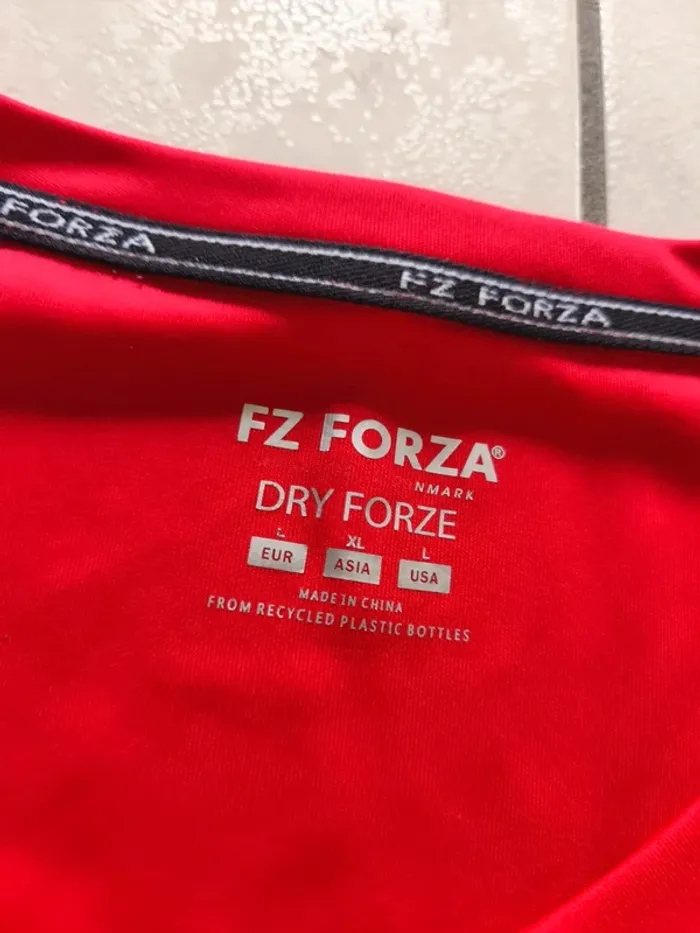 FORZA
FZ FORZA
FZ FORZA®
NMARK
DRY FORZE
L XL L
EUR ASIA USA
MADE IN CHINA
FROM RECYCLED PLASTIC BOTTLES